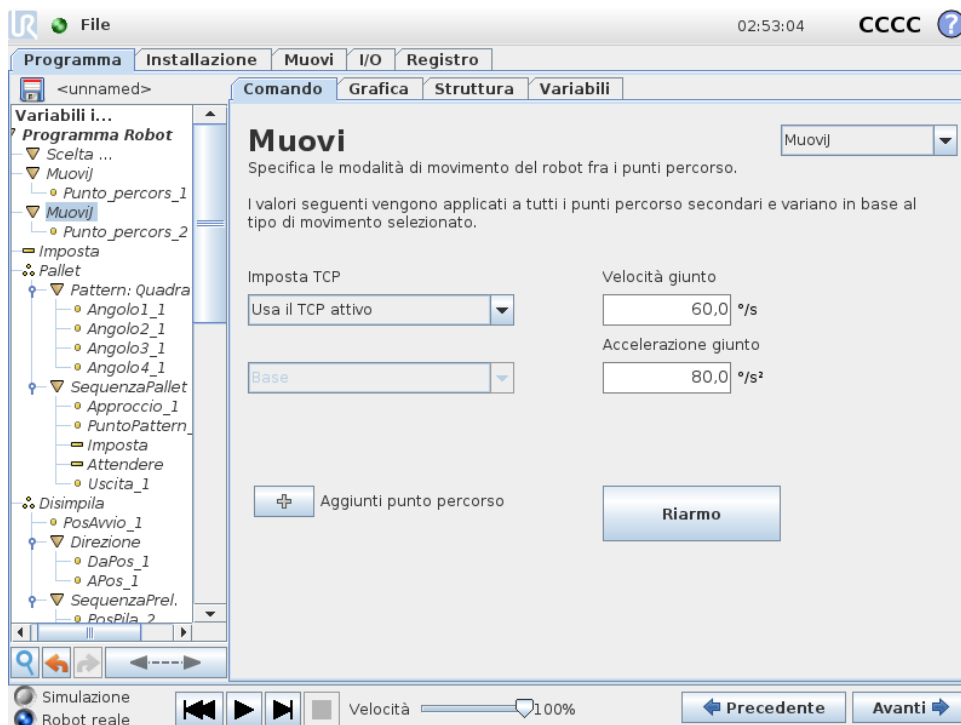 UR File 02:53:04 CCCC ?
Programma Installazione Muovi I/O Registro
<unnamed> Comando Grafica Struttura Variabili
Variabili i...
Programma Robot
Scelta ...
MuoviJ
Punto_percors_1
MuoviJ
Punto_percors_2
Imposta
Pallet
Pattern: Quadra
Angolo1_1
Angolo2_1
Angolo3_1
Angolo4_1
SequenzaPallet
Approccio_1
PuntoPattern_
Imposta
Attendere
Uscita_1
Disimpila
PosAvvio_1
Direzione
DaPos_1
APos_1
SequenzaPrel.
PosPila_2
Muovi
MuoviJ
Specifica le modalità di movimento del robot fra i punti percorso.
I valori seguenti vengono applicati a tutti i punti percorso secondari e variano in base al
tipo di movimento selezionato.
Imposta TCP Velocità giunto
Usa il TCP attivo 60,0 °/s
Accelerazione giunto
Base 80,0 °/s²
Aggiunti punto percorso Riarmo
Simulazione
Robot reale
Velocità 100% Precedente Avanti